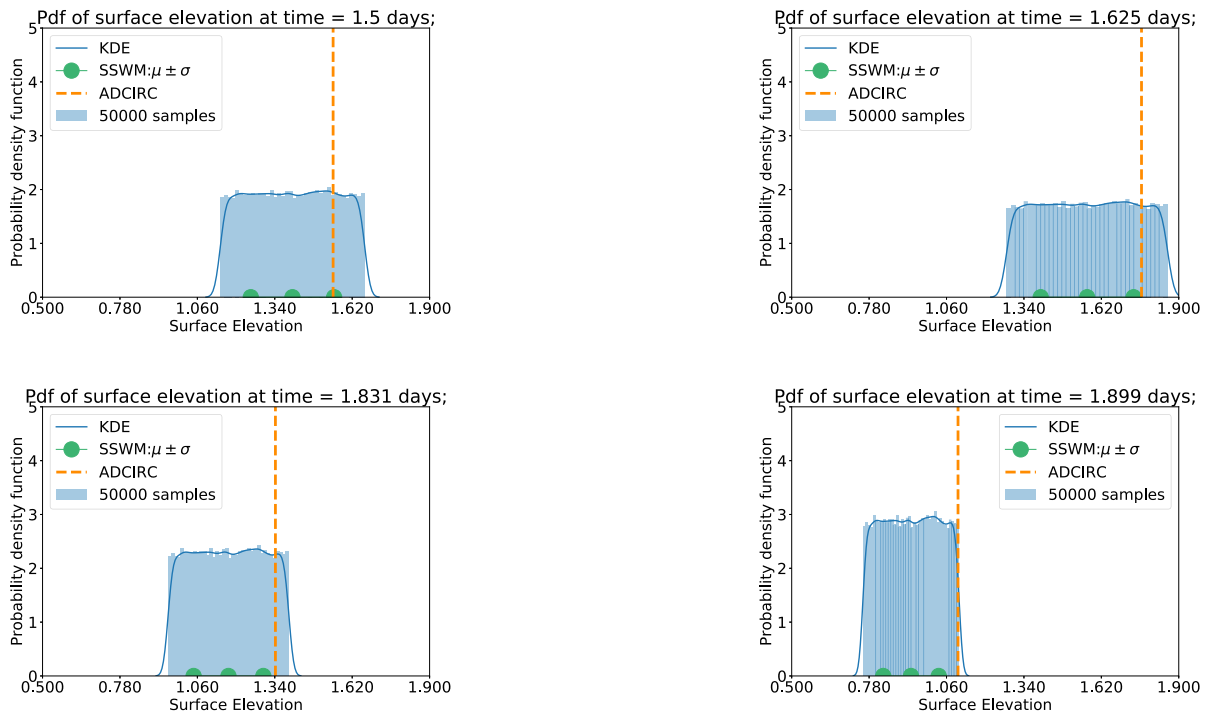 Pdf of surface elevation at time = 1.5 days;
Probability density function
5
4
3
2
1
0
KDE
SSWM:μ ± σ
ADCIRC
50000 samples
0.500 0.780 1.060 1.340 1.620 1.900
Surface Elevation
Pdf of surface elevation at time = 1.625 days;
Probability density function
5
4
3
2
1
0
KDE
SSWM:μ ± σ
ADCIRC
50000 samples
0.500 0.780 1.060 1.340 1.620 1.900
Surface Elevation
Pdf of surface elevation at time = 1.831 days;
Probability density function
5
4
3
2
1
0
KDE
SSWM:μ ± σ
ADCIRC
50000 samples
0.500 0.780 1.060 1.340 1.620 1.900
Surface Elevation
Pdf of surface elevation at time = 1.899 days;
Probability density function
5
4
3
2
1
0
KDE
SSWM:μ ± σ
ADCIRC
50000 samples
0.500 0.780 1.060 1.340 1.620 1.900
Surface Elevation